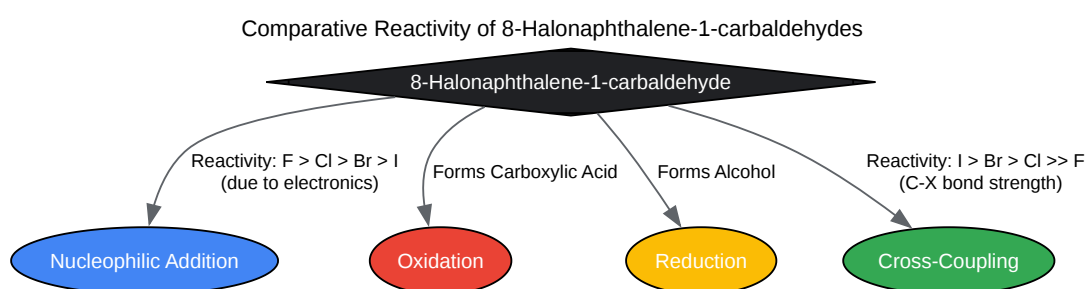 Comparative Reactivity of 8-Halonaphthalene-1-carbaldehydes
8-Halonaphthalene-1-carbaldehyde
Reactivity: F > Cl > Br > I
(due to electronics)
Forms Carboxylic Acid
Forms Alcohol
Reactivity: I > Br > Cl >> F
(C-X bond strength)
Nucleophilic Addition
Oxidation
Reduction
Cross-Coupling